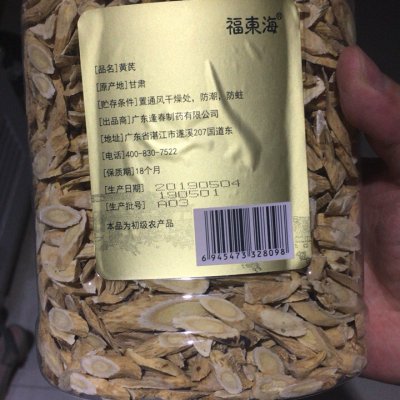 福東海®
[品名]黄芪
[原产地]甘肃
[贮存条件]置通风干燥处，防潮，防蛀
[出品商]广东逢春制药有限公司
[地址]广东省湛江市遂溪207国道东
[电话]400-830-7522
[保质期]18个月
[生产日期] 20190504
190501
[生产批号] A03
本品为初级农产品
6 945473 328098